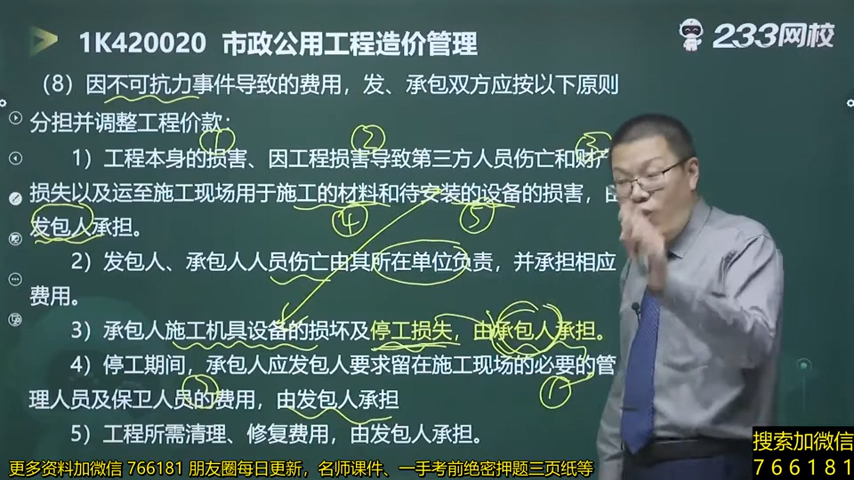 1K420020 市政公用工程造价管理
233网校
（8）因不可抗力事件导致的费用，发、承包双方应按以下原则
分担并调整工程价款：
① ② ③
1）工程本身的损害、因工程损害导致第三方人员伤亡和财产
损失以及运至施工现场用于施工的材料和待安装的设备的损害，由
发包人承担。
④ ⑤
2）发包人、承包人人员伤亡由其所在单位负责，并承担相应
费用。
3）承包人施工机具设备的损坏及停工损失，由承包人承担。
4）停工期间，承包人应发包人要求留在施工现场的必要的管
①
理人员及保卫人员的费用，由发包人承担
②
5）工程所需清理、修复费用，由发包人承担。
搜索加微信
766181
更多资料加微信 766181 朋友圈每日更新，名师课件、一手考前绝密押题三页纸等